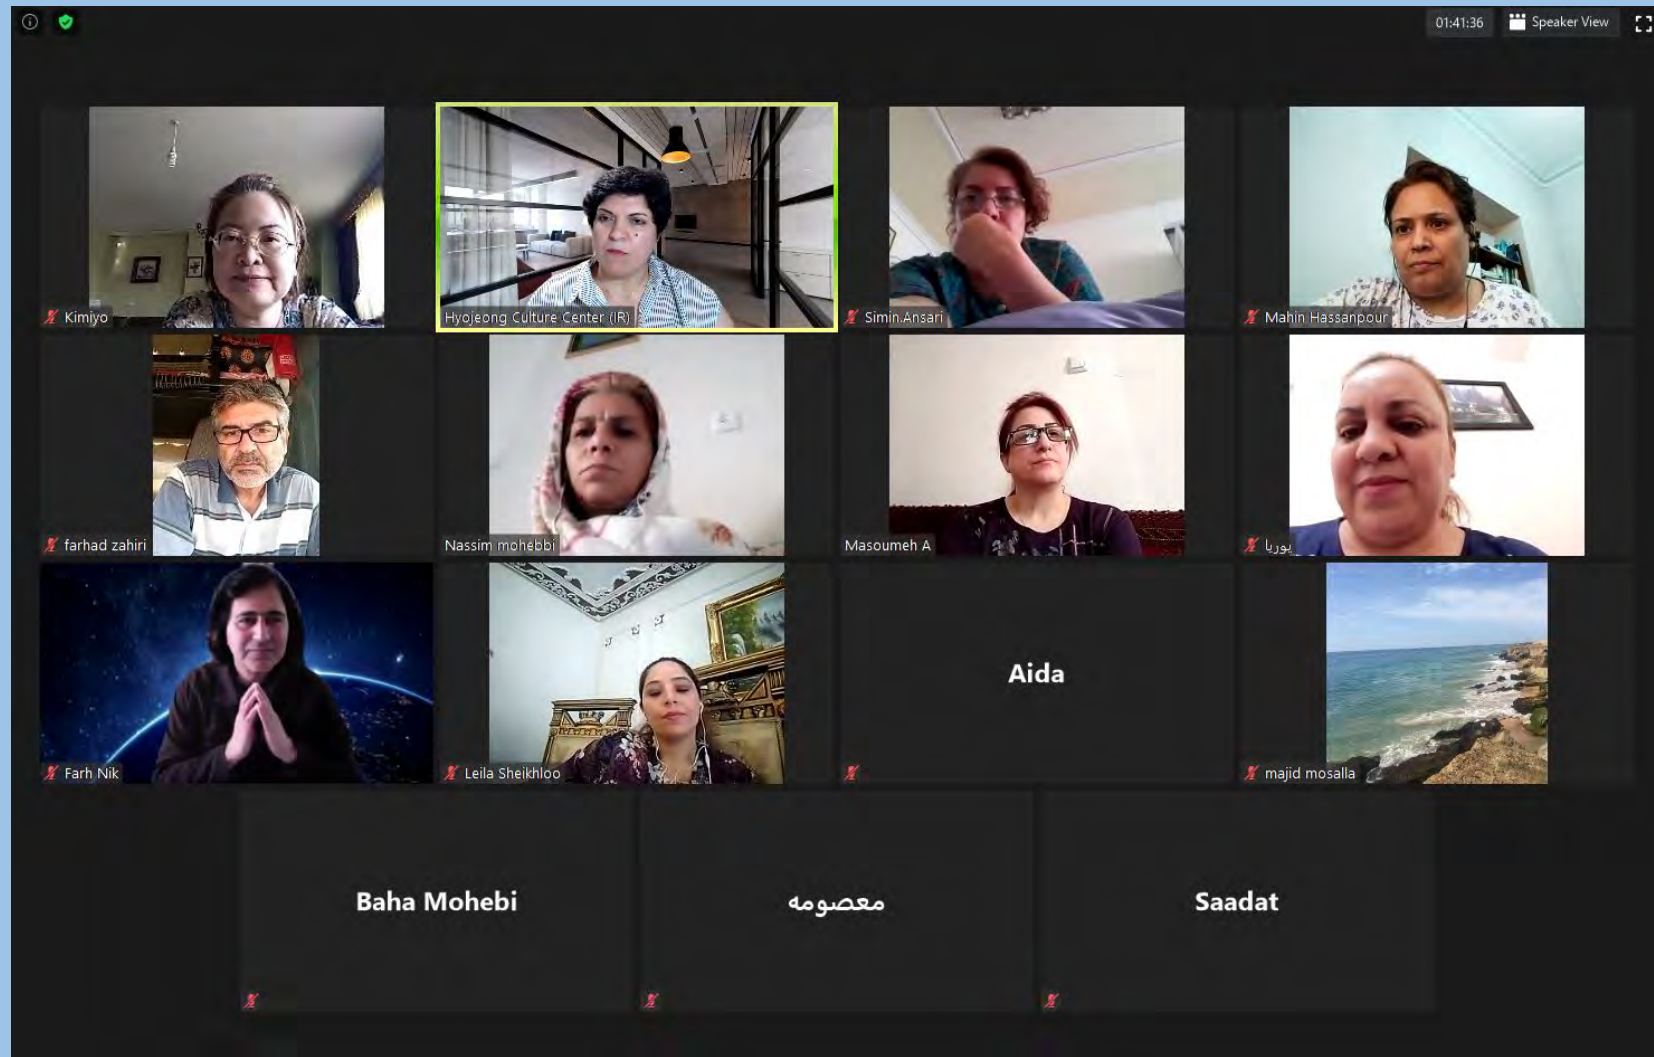 01:41:36
Speaker View
Kimiyo
Hyojeong Culture Center (IR)
Simin.Ansari
Mahin Hassanpour
farhad zahiri
Nassim mohebbi
Masoumeh A
پوریا
Farh Nik
Leila Sheikhloo
Aida
majid mosalla
Baha Mohebi
معصومه
Saadat